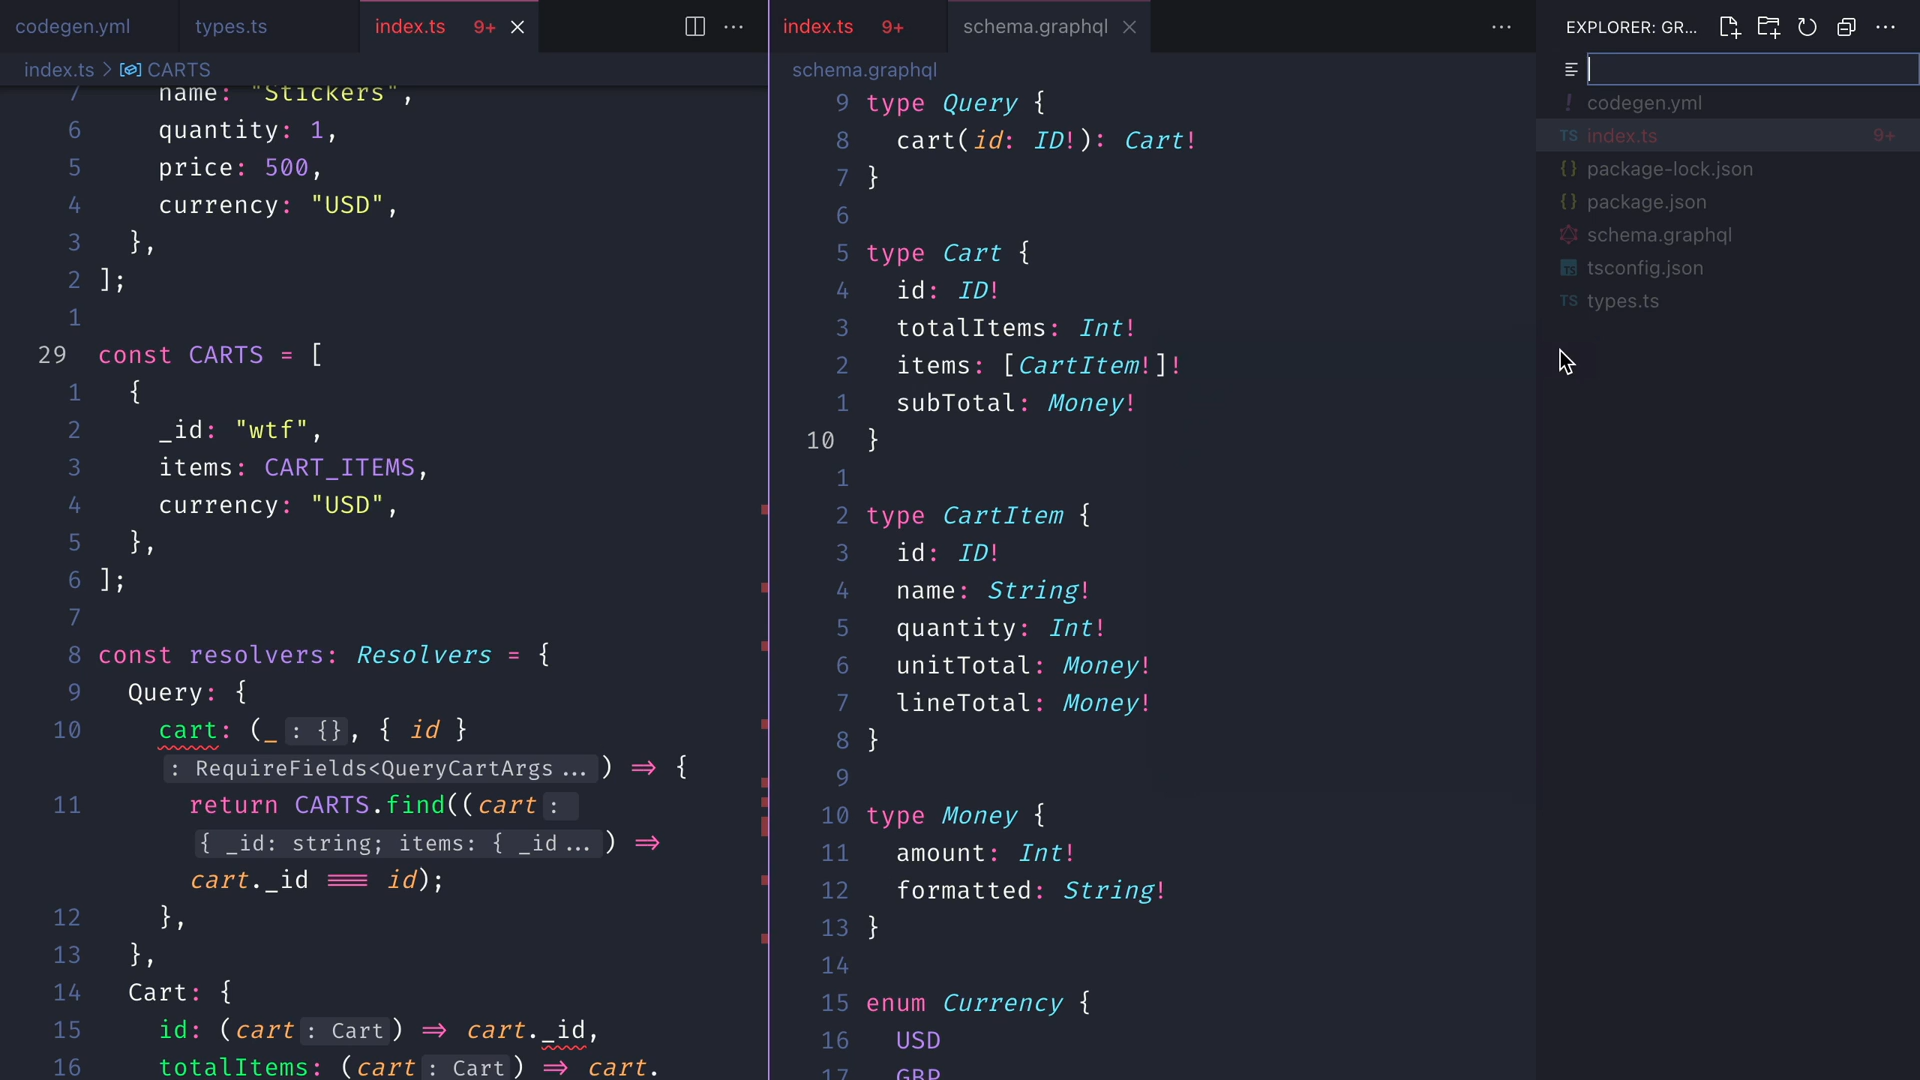 codegen.yml
types.ts
index.ts 9+
index.ts > CARTS
7 name: "Stickers",
6 quantity: 1,
5 price: 500,
4 currency: "USD",
3 },
2 ];
1
29 const CARTS = [
1 {
2 _id: "wtf",
3 items: CART_ITEMS,
4 currency: "USD",
5 },
6 ];
7
8 const resolvers: Resolvers = {
9 Query: {
10 cart: (_ : {}, { id }
: RequireFields<QueryCartArgs …) => {
11 return CARTS.find((cart :
{ _id: string; items: { _id …) =>
cart._id === id);
12 },
13 },
14 Cart: {
15 id: (cart : Cart) => cart._id,
16 totalItems: (cart : Cart) => cart.
index.ts 9+
schema.graphql
schema.graphql
9 type Query {
8 cart(id: ID!): Cart!
7 }
6
5 type Cart {
4 id: ID!
3 totalItems: Int!
2 items: [CartItem!]!
1 subTotal: Money!
10 }
1
2 type CartItem {
3 id: ID!
4 name: String!
5 quantity: Int!
6 unitTotal: Money!
7 lineTotal: Money!
8 }
9
10 type Money {
11 amount: Int!
12 formatted: String!
13 }
14
15 enum Currency {
16 USD
17 GBP
EXPLORER: GR...
! codegen.yml
TS index.ts 9+
{} package-lock.json
{} package.json
schema.graphql
TS tsconfig.json
TS types.ts